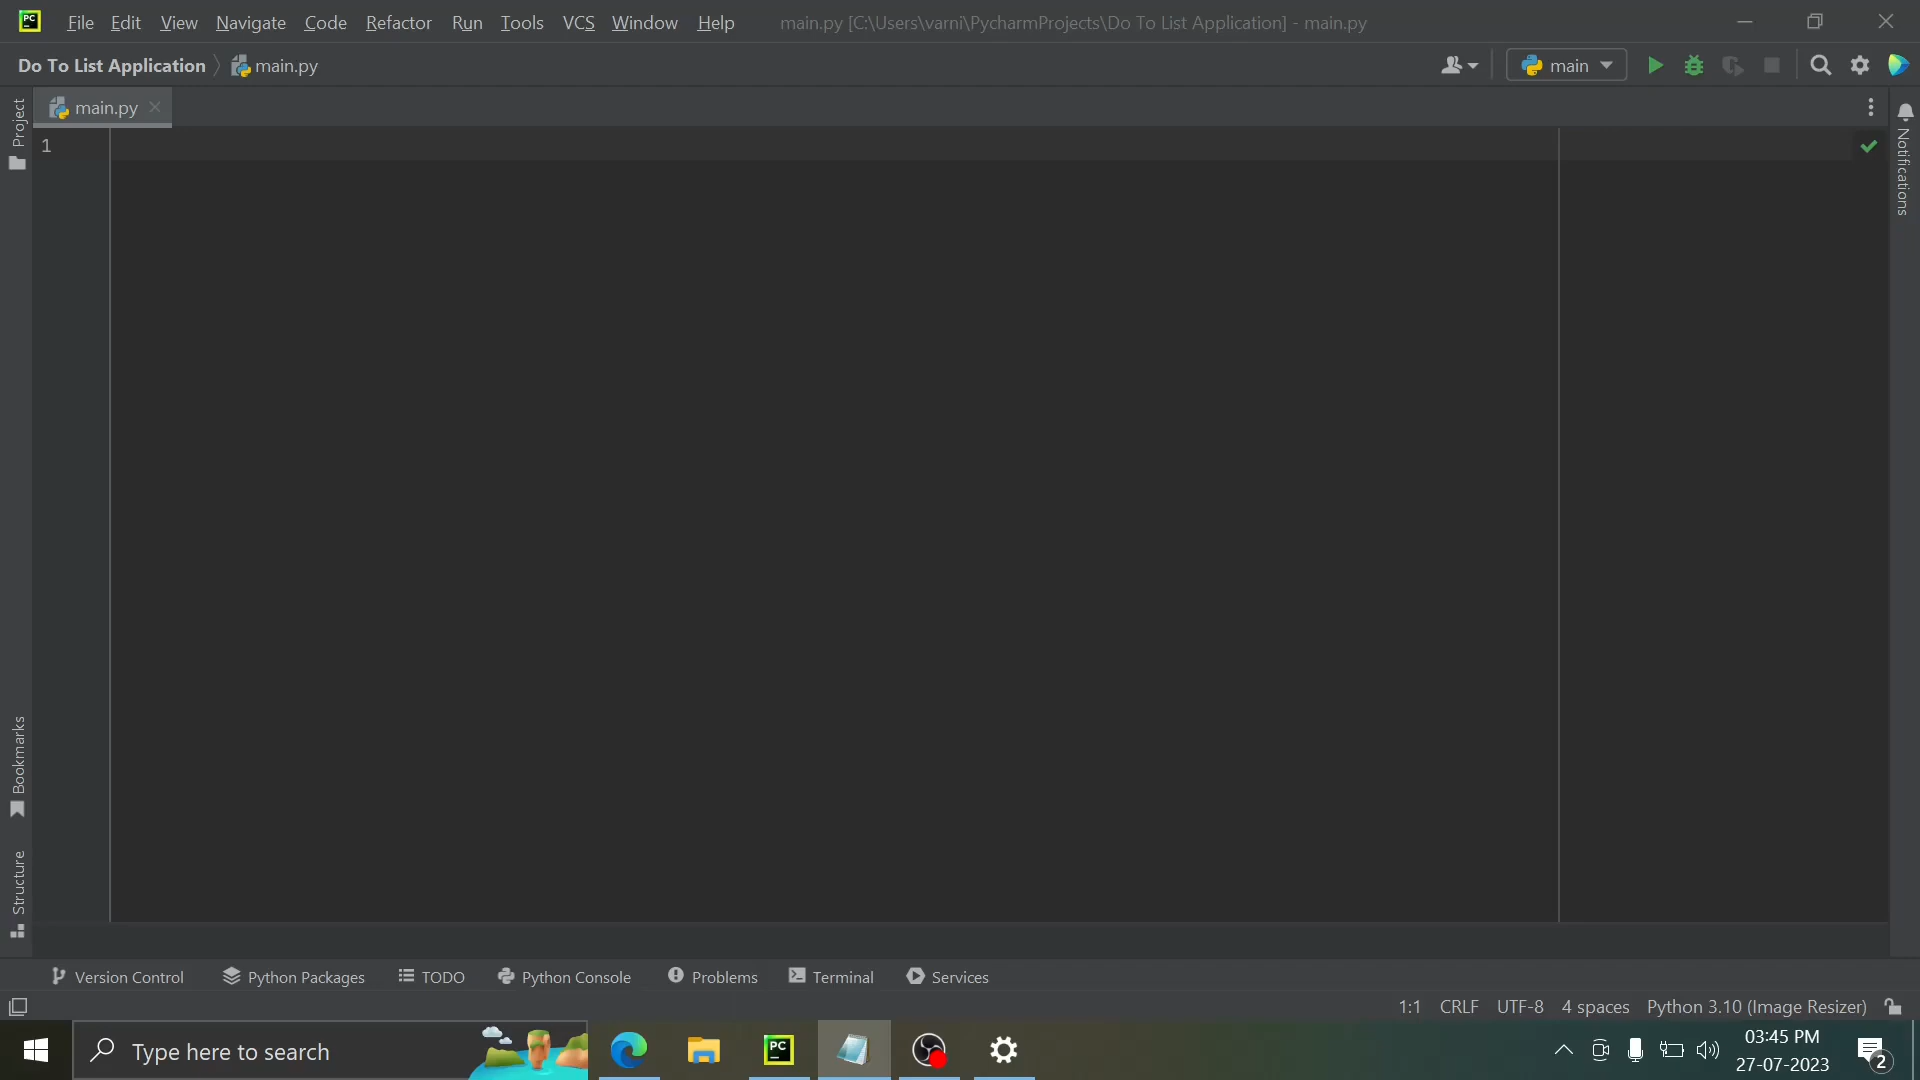 PC File Edit View Navigate Code Refactor Run Tools VCS Window Help main.py [C:\Users\varni\PycharmProjects\Do To List Application] - main.py
Do To List Application main.py main
Project main.py
1
Notifications
Bookmarks
Structure
Version Control Python Packages TODO Python Console Problems Terminal Services
1:1 CRLF UTF-8 4 spaces Python 3.10 (Image Resizer)
Type here to search PC 03:45 PM
27-07-2023 2